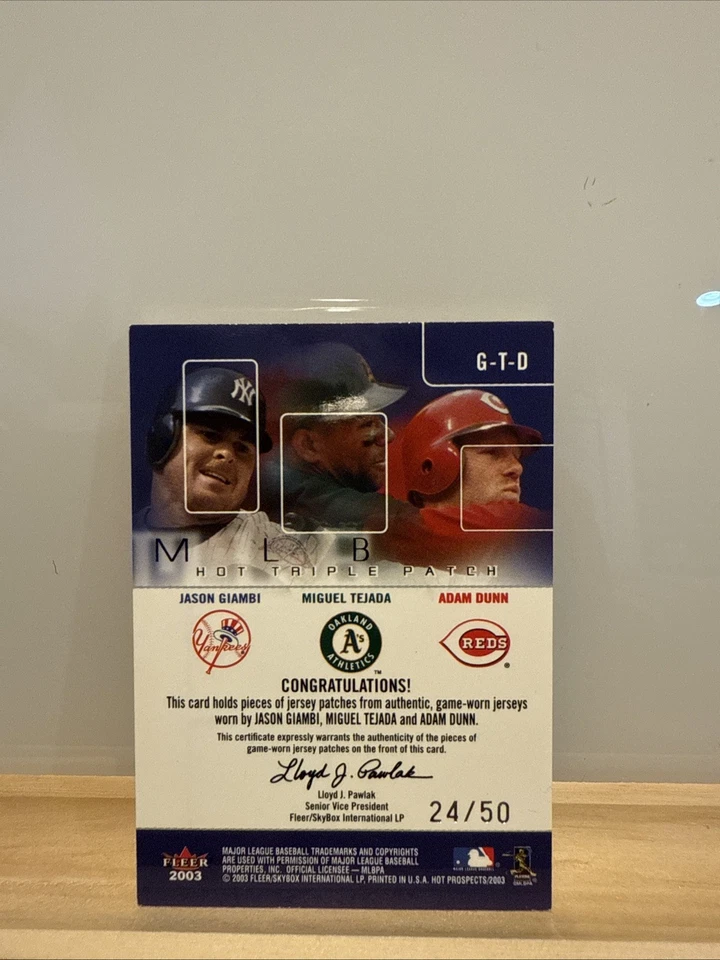 G-T-D
NY
C
M L B
HOT TRIPLE PATCH
JASON GIAMBI MIGUEL TEJADA ADAM DUNN
Yankees
OAKLAND
A's
ATHLETICS
™
REDS
®
CONGRATULATIONS!
This card holds pieces of jersey patches from authentic, game-worn jerseys
worn by JASON GIAMBI, MIGUEL TEJADA and ADAM DUNN.
This certificate expressly warrants the authenticity of the pieces of
game-worn jersey patches on the front of this card.
Lloyd J. Pawlak
Lloyd J. Pawlak
Senior Vice President
Fleer/SkyBox International LP
24/50
FLEER
2003
MAJOR LEAGUE BASEBALL TRADEMARKS AND COPYRIGHTS
ARE USED WITH PERMISSION OF MAJOR LEAGUE BASEBALL
PROPERTIES, INC. OFFICIAL LICENSEE — MLBPA
© 2003 FLEER/SKYBOX INTERNATIONAL LP, PRINTED IN U.S.A. HOT PROSPECTS/2003